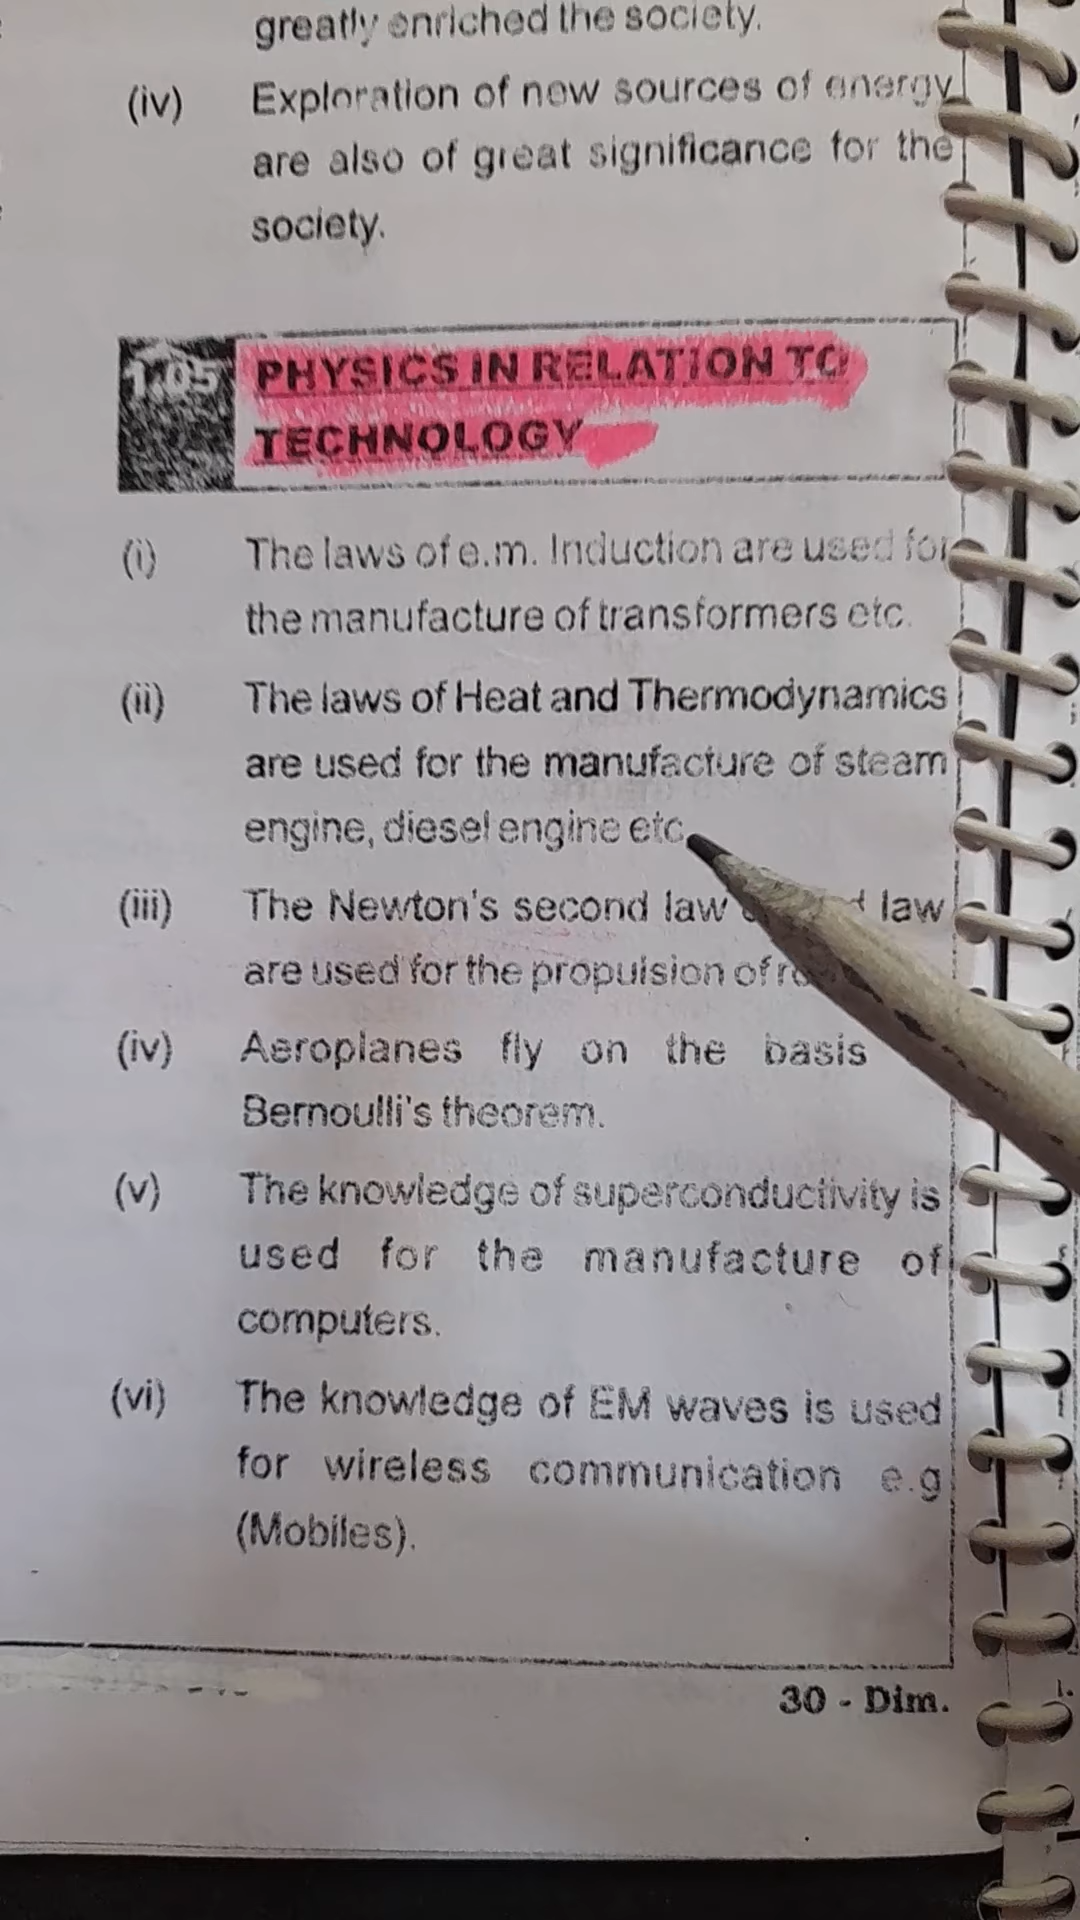 greatly enriched the society.
(iv) Exploration of new sources of energy
are also of great significance for the
society.
1.05 PHYSICS IN RELATION TO
TECHNOLOGY
(i) The laws of e.m. Induction are used for
the manufacture of transformers etc.
(ii) The laws of Heat and Thermodynamics
are used for the manufacture of steam
engine, diesel engine etc
(iii) The Newton's second law law
are used for the propulsion of
(iv) Aeroplanes fly on the basis
Bernoulli's theorem.
(v) The knowledge of superconductivity is
used for the manufacture of
computers.
(vi) The knowledge of EM waves is used
for wireless communication e.g
(Mobiles).
30 - Dim.